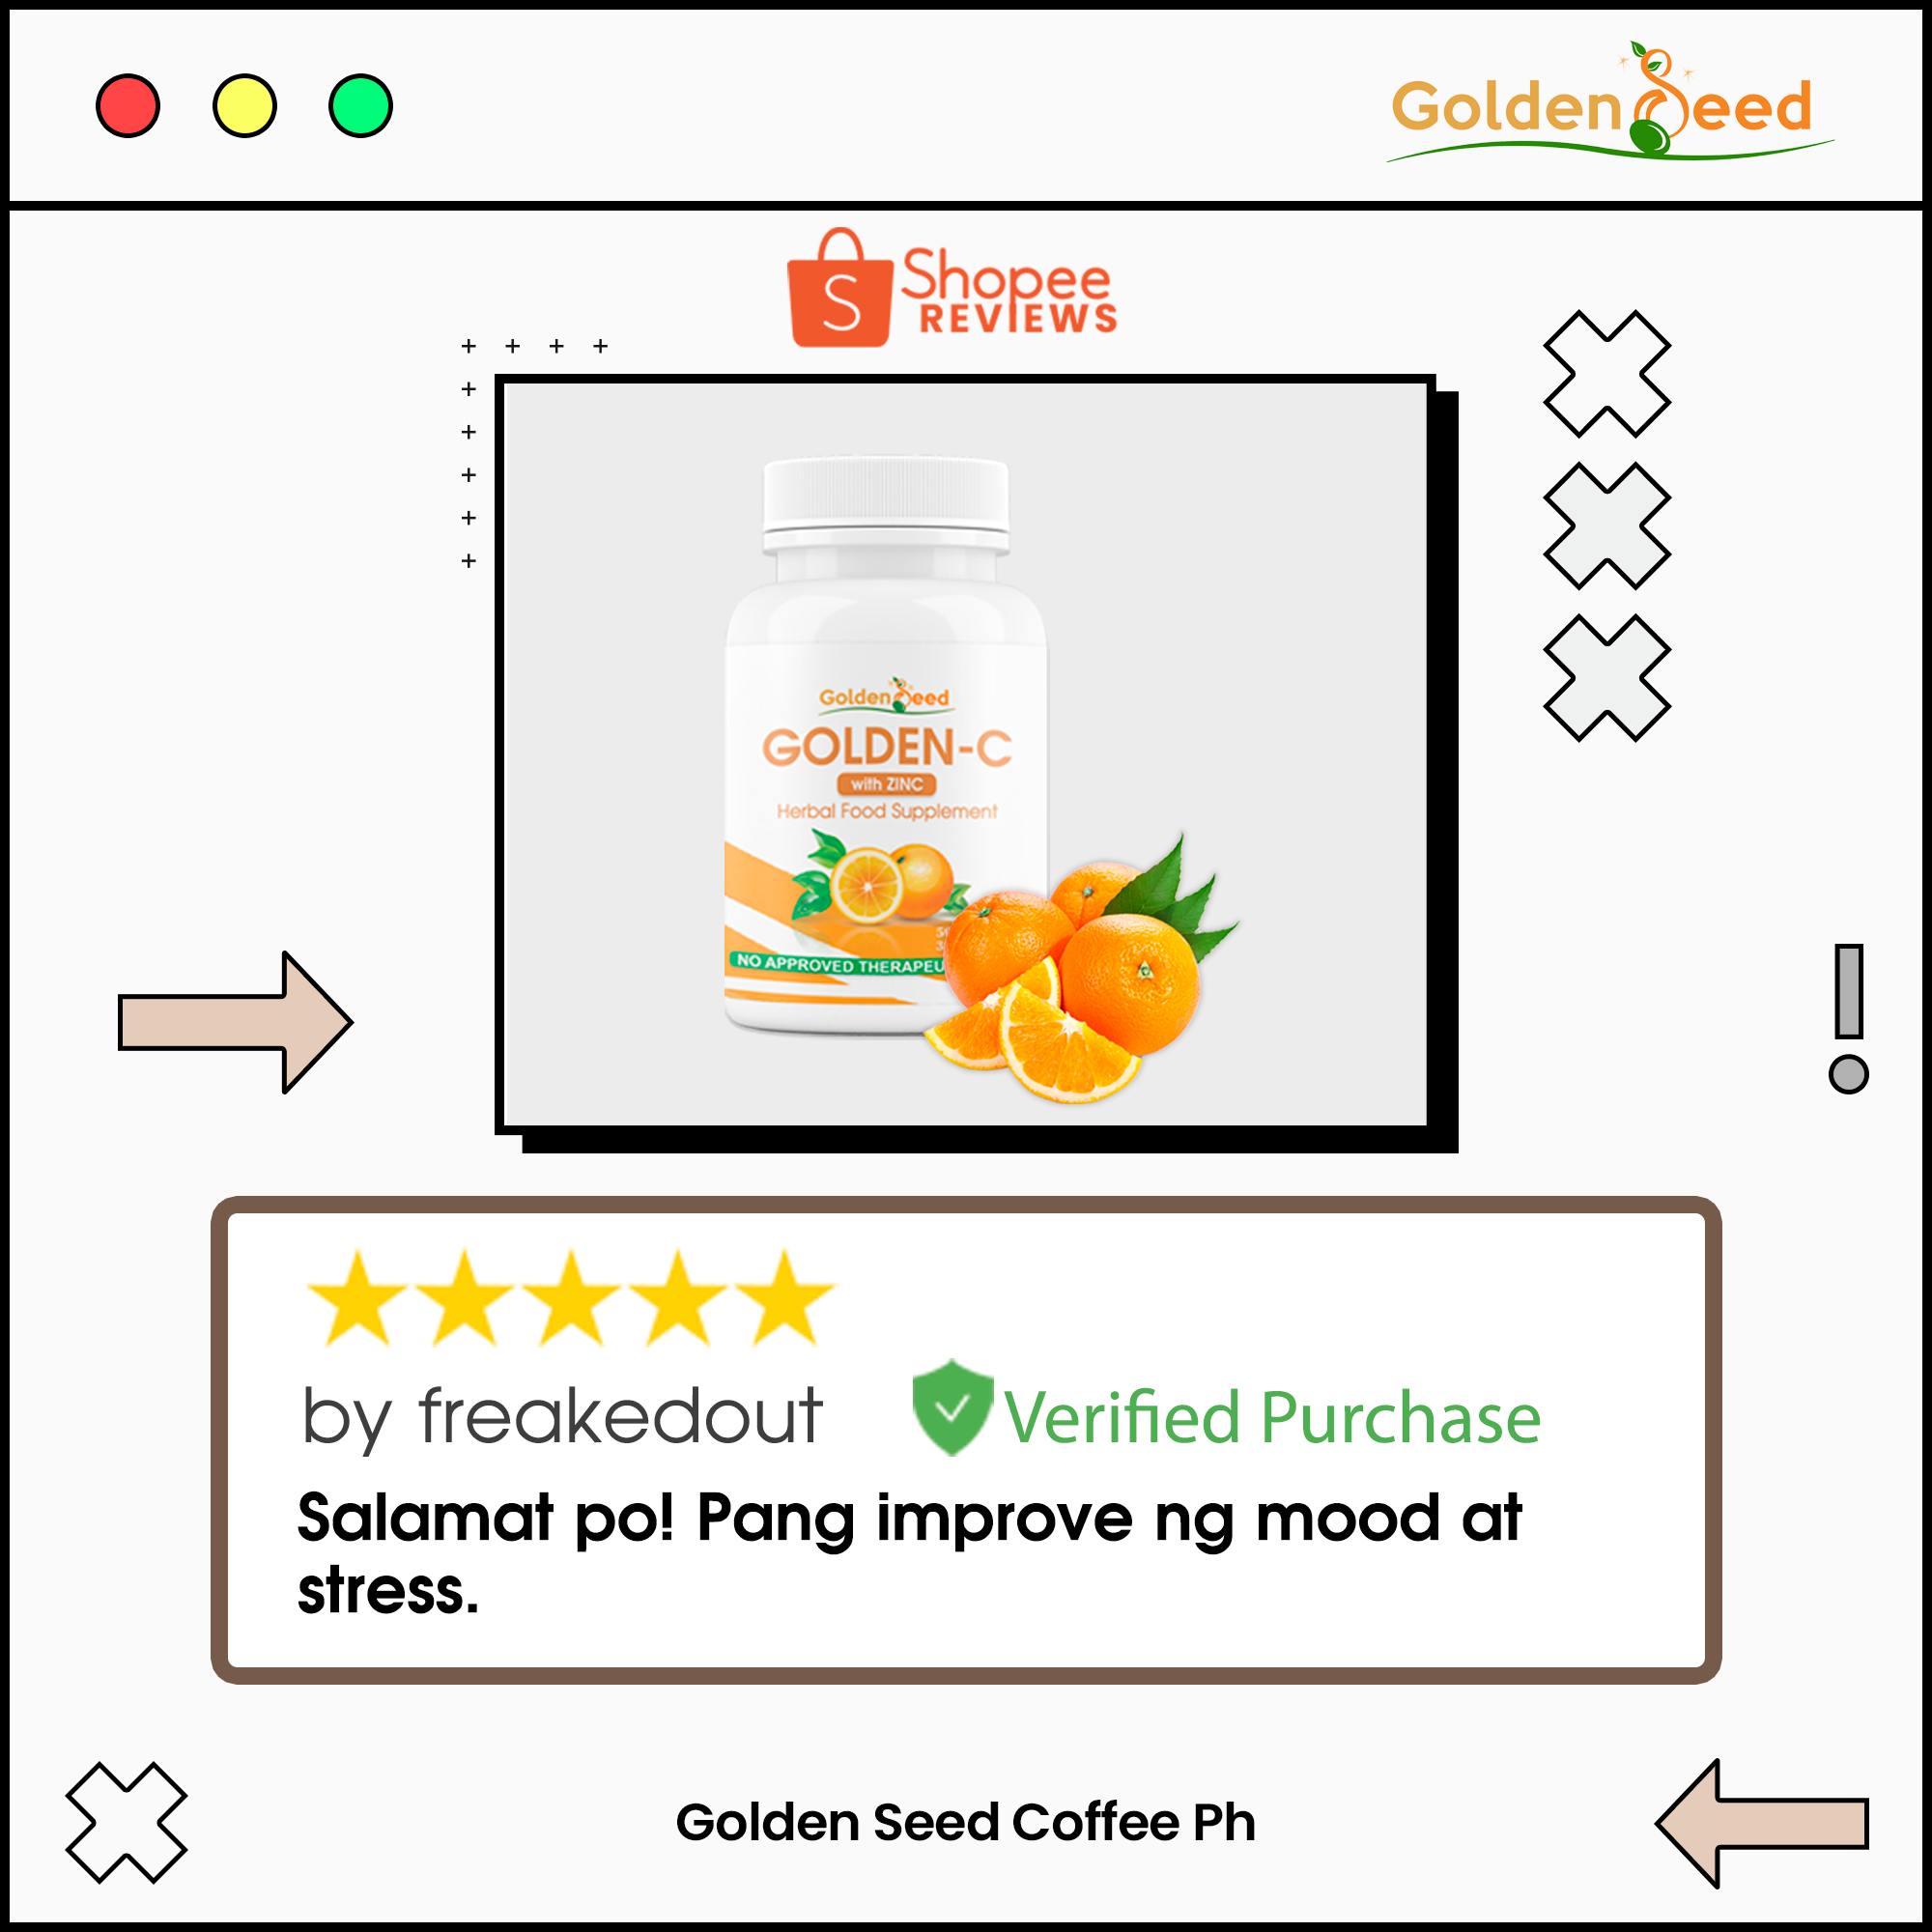 Golden Seed
Shopee
REVIEWS
Golden Seed
GOLDEN-C
with ZINC
Herbal Food Supplement
NO APPROVED
by freakedout
Verified Purchase
Salamat po! Pang improve ng mood at
stress.
Golden Seed Coffee Ph